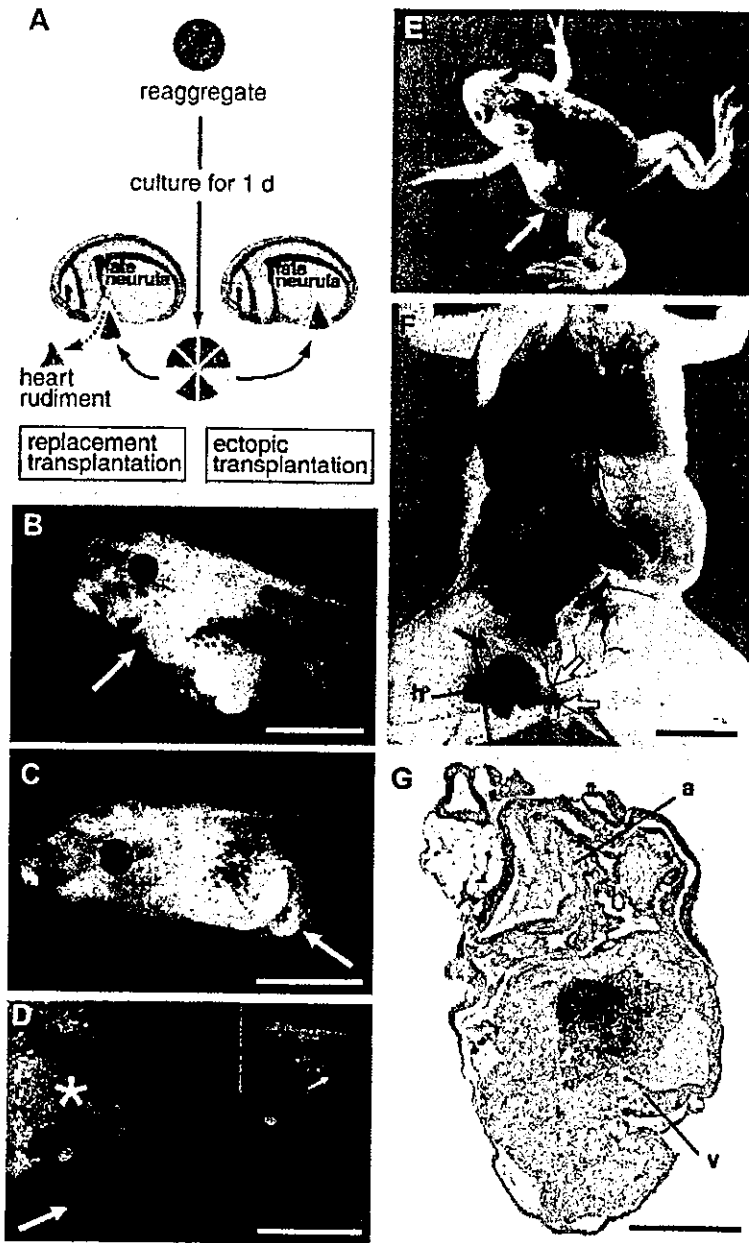 A
reaggregate
culture for 1 d
late
neurula
late
neurula
heart
rudiment
replacement
transplantation
ectopic
transplantation
B
C
D
*
E
F
h'
G
a
v